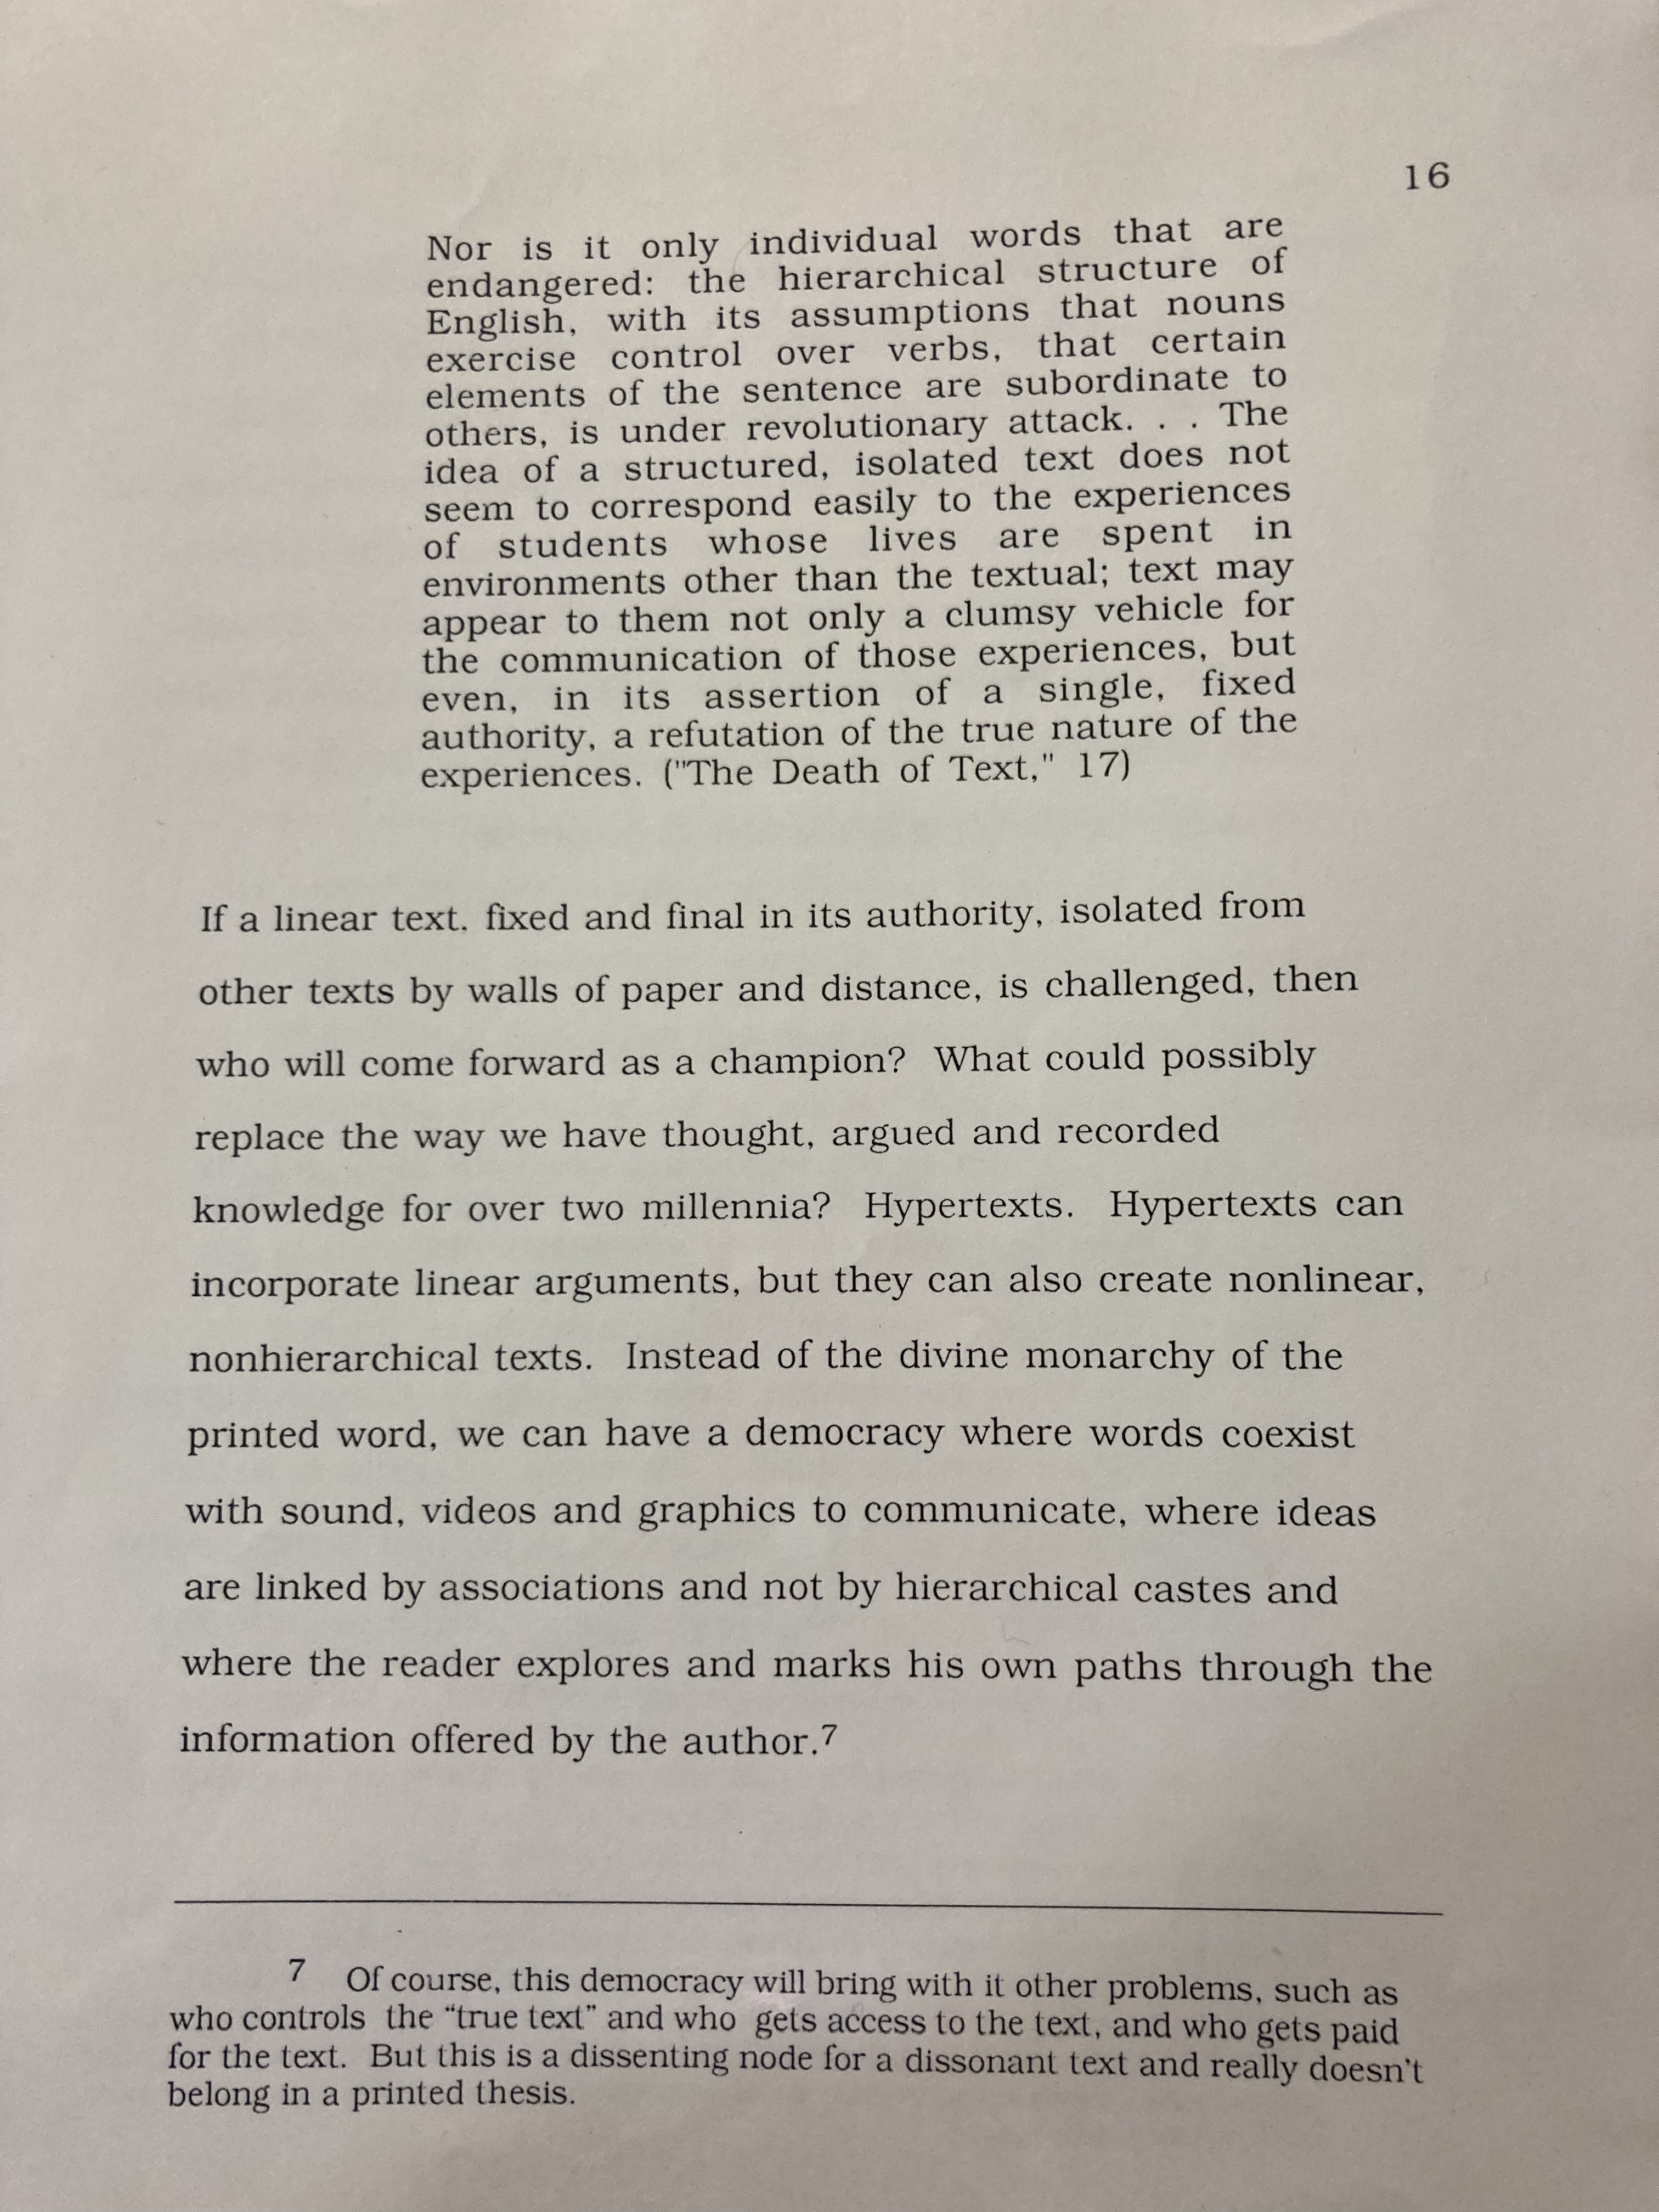 16
Nor is it only individual words that are
endangered: the hierarchical structure of
English, with its assumptions that nouns
exercise control over verbs, that certain
elements of the sentence are subordinate to
others, is under revolutionary attack. . . The
idea of a structured, isolated text does not
seem to correspond easily to the experiences
of students whose lives are spent in
environments other than the textual; text may
appear to them not only a clumsy vehicle for
the communication of those experiences, but
even, in its assertion of a single, fixed
authority, a refutation of the true nature of the
experiences. ("The Death of Text," 17)
If a linear text. fixed and final in its authority, isolated from
other texts by walls of paper and distance, is challenged, then
who will come forward as a champion? What could possibly
replace the way we have thought, argued and recorded
knowledge for over two millennia? Hypertexts. Hypertexts can
incorporate linear arguments, but they can also create nonlinear,
nonhierarchical texts. Instead of the divine monarchy of the
printed word, we can have a democracy where words coexist
with sound, videos and graphics to communicate, where ideas
are linked by associations and not by hierarchical castes and
where the reader explores and marks his own paths through the
information offered by the author.7
7 Of course, this democracy will bring with it other problems, such as
who controls the “true text” and who gets access to the text, and who gets paid
for the text. But this is a dissenting node for a dissonant text and really doesn't
belong in a printed thesis.